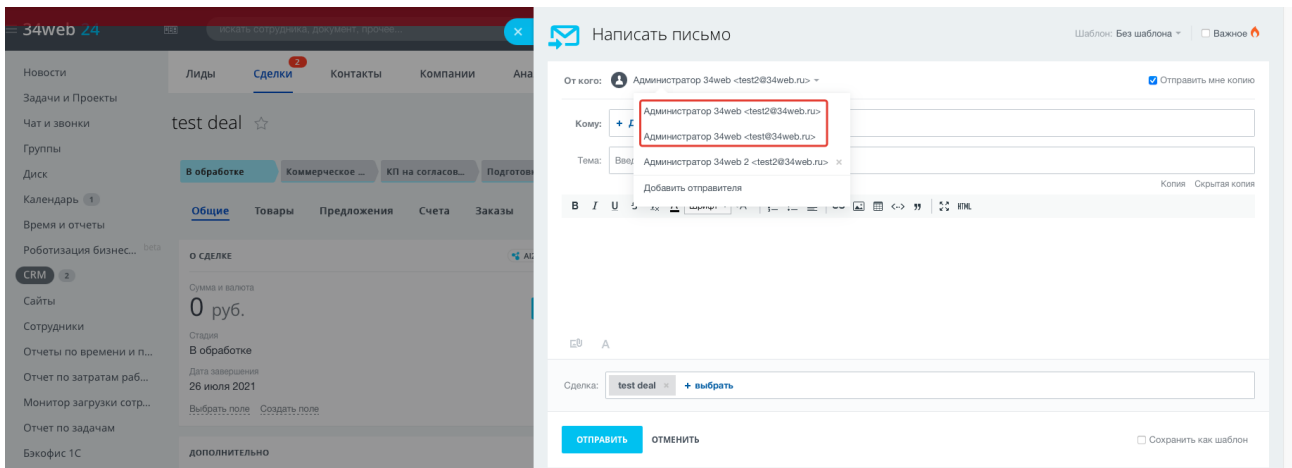 34web 24
искать сотрудника, документ, прочее...
Новости
Задачи и Проекты
Чат и звонки
Группы
Диск
Календарь 1
Время и отчеты
Роботизация бизнес... beta
CRM 2
Сайты
Сотрудники
Отчеты по времени и п...
Отчет по затратам раб...
Монитор загрузки сотр...
Отчет по задачам
Бэкофис 1С
Лиды Сделки 2 Контакты Компании Ана
test deal
В обработке Коммерческое ... КП на согласов... Подготов
Общие Товары Предложения Счета Заказы
О СДЕЛКЕ
Сумма и валюта
0 руб.
Стадия
В обработке
Дата завершения
26 июля 2021
Выбрать поле Создать поле
ДОПОЛНИТЕЛЬНО
Написать письмо
Шаблон: Без шаблона Важное
От кого: Администратор 34web <test2@34web.ru>
Отправить мне копию
Администратор 34web <test2@34web.ru>
Администратор 34web <test@34web.ru>
Администратор 34web 2 <test2@34web.ru> ×
Добавить отправителя
Кому: +
Тема:
Копия Скрытая копия
B I U HTML
Сделка: test deal × + выбрать
ОТПРАВИТЬ ОТМЕНИТЬ
Сохранить как шаблон